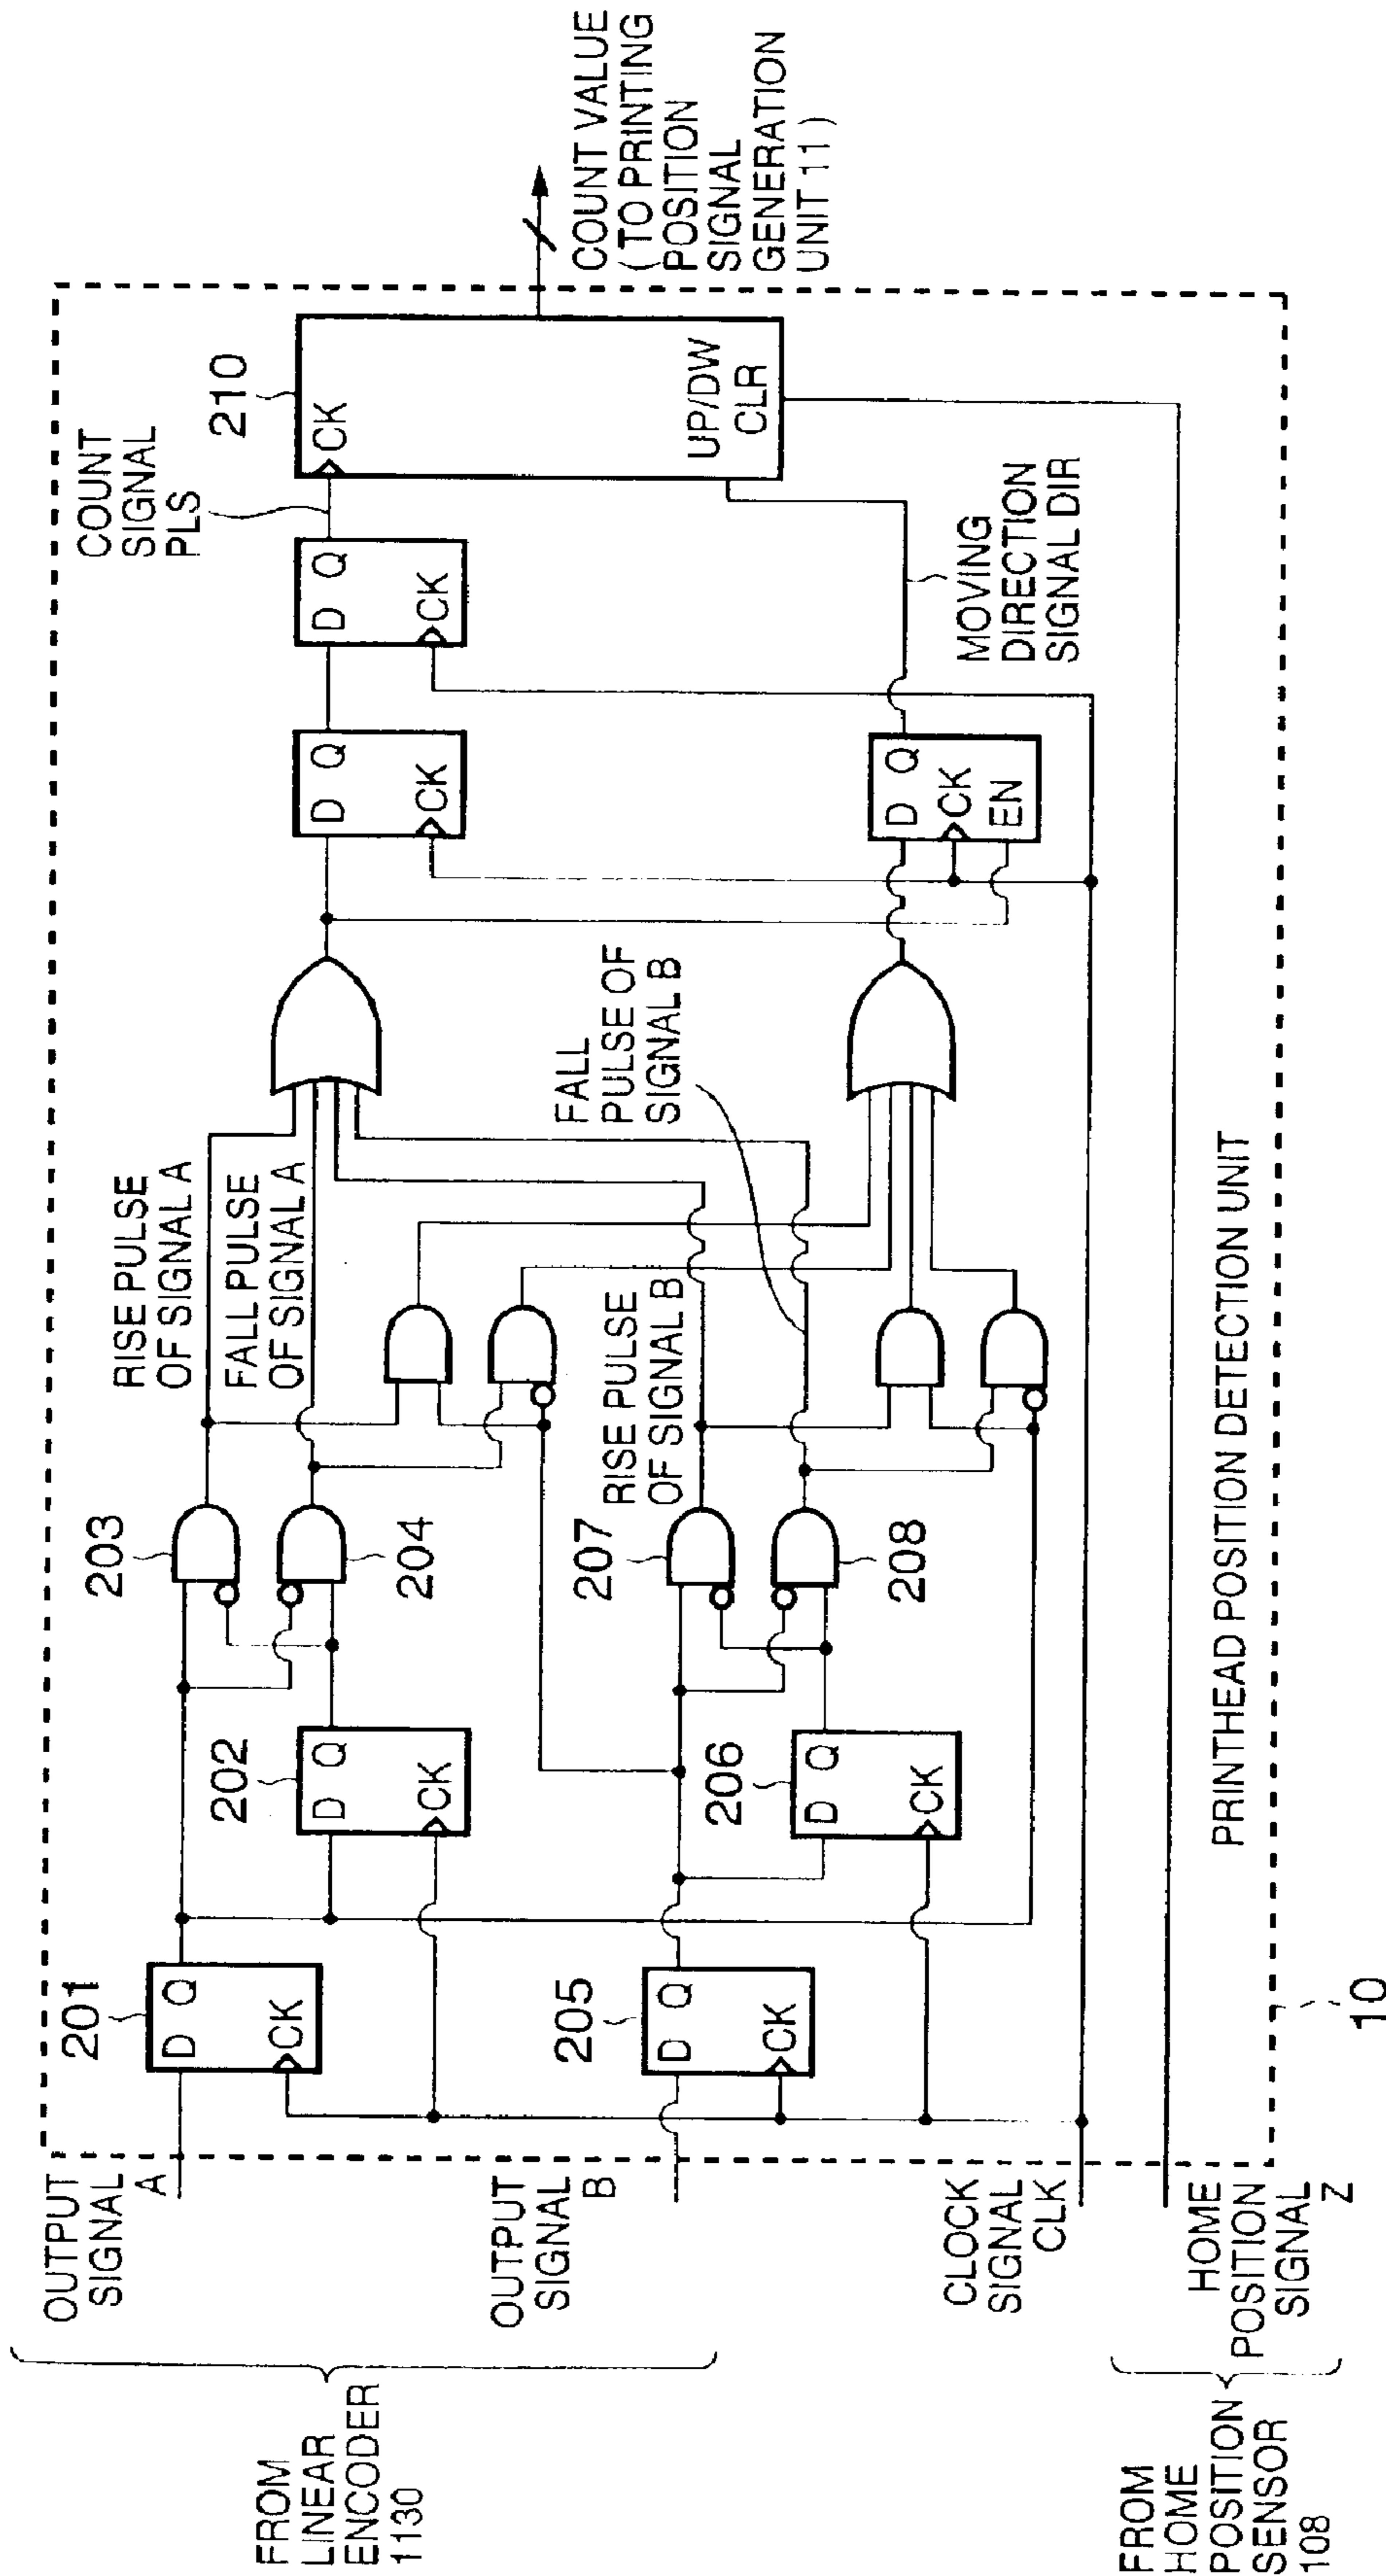 FROM
LINEAR
ENCODER
1130
OUTPUT
SIGNAL
A
OUTPUT
SIGNAL
B
CLOCK
SIGNAL
CLK
FROM
HOME
POSITION
SENSOR
108
HOME
POSITION
SIGNAL
Z
201
D Q
CK
202
D Q
CK
203
204
205
D Q
CK
206
D Q
CK
207
208
RISE PULSE
OF SIGNAL A
FALL PULSE
OF SIGNAL A
RISE PULSE
OF SIGNAL B
FALL
PULSE OF
SIGNAL B
D Q
CK
D Q
CK
D Q
CK
EN
COUNT
SIGNAL
PLS
210
CK
UP/DW
CLR
MOVING
DIRECTION
SIGNAL DIR
COUNT VALUE
(TO PRINTING
POSITION
SIGNAL
GENERATION
UNIT 11)
PRINTHEAD POSITION DETECTION UNIT
10